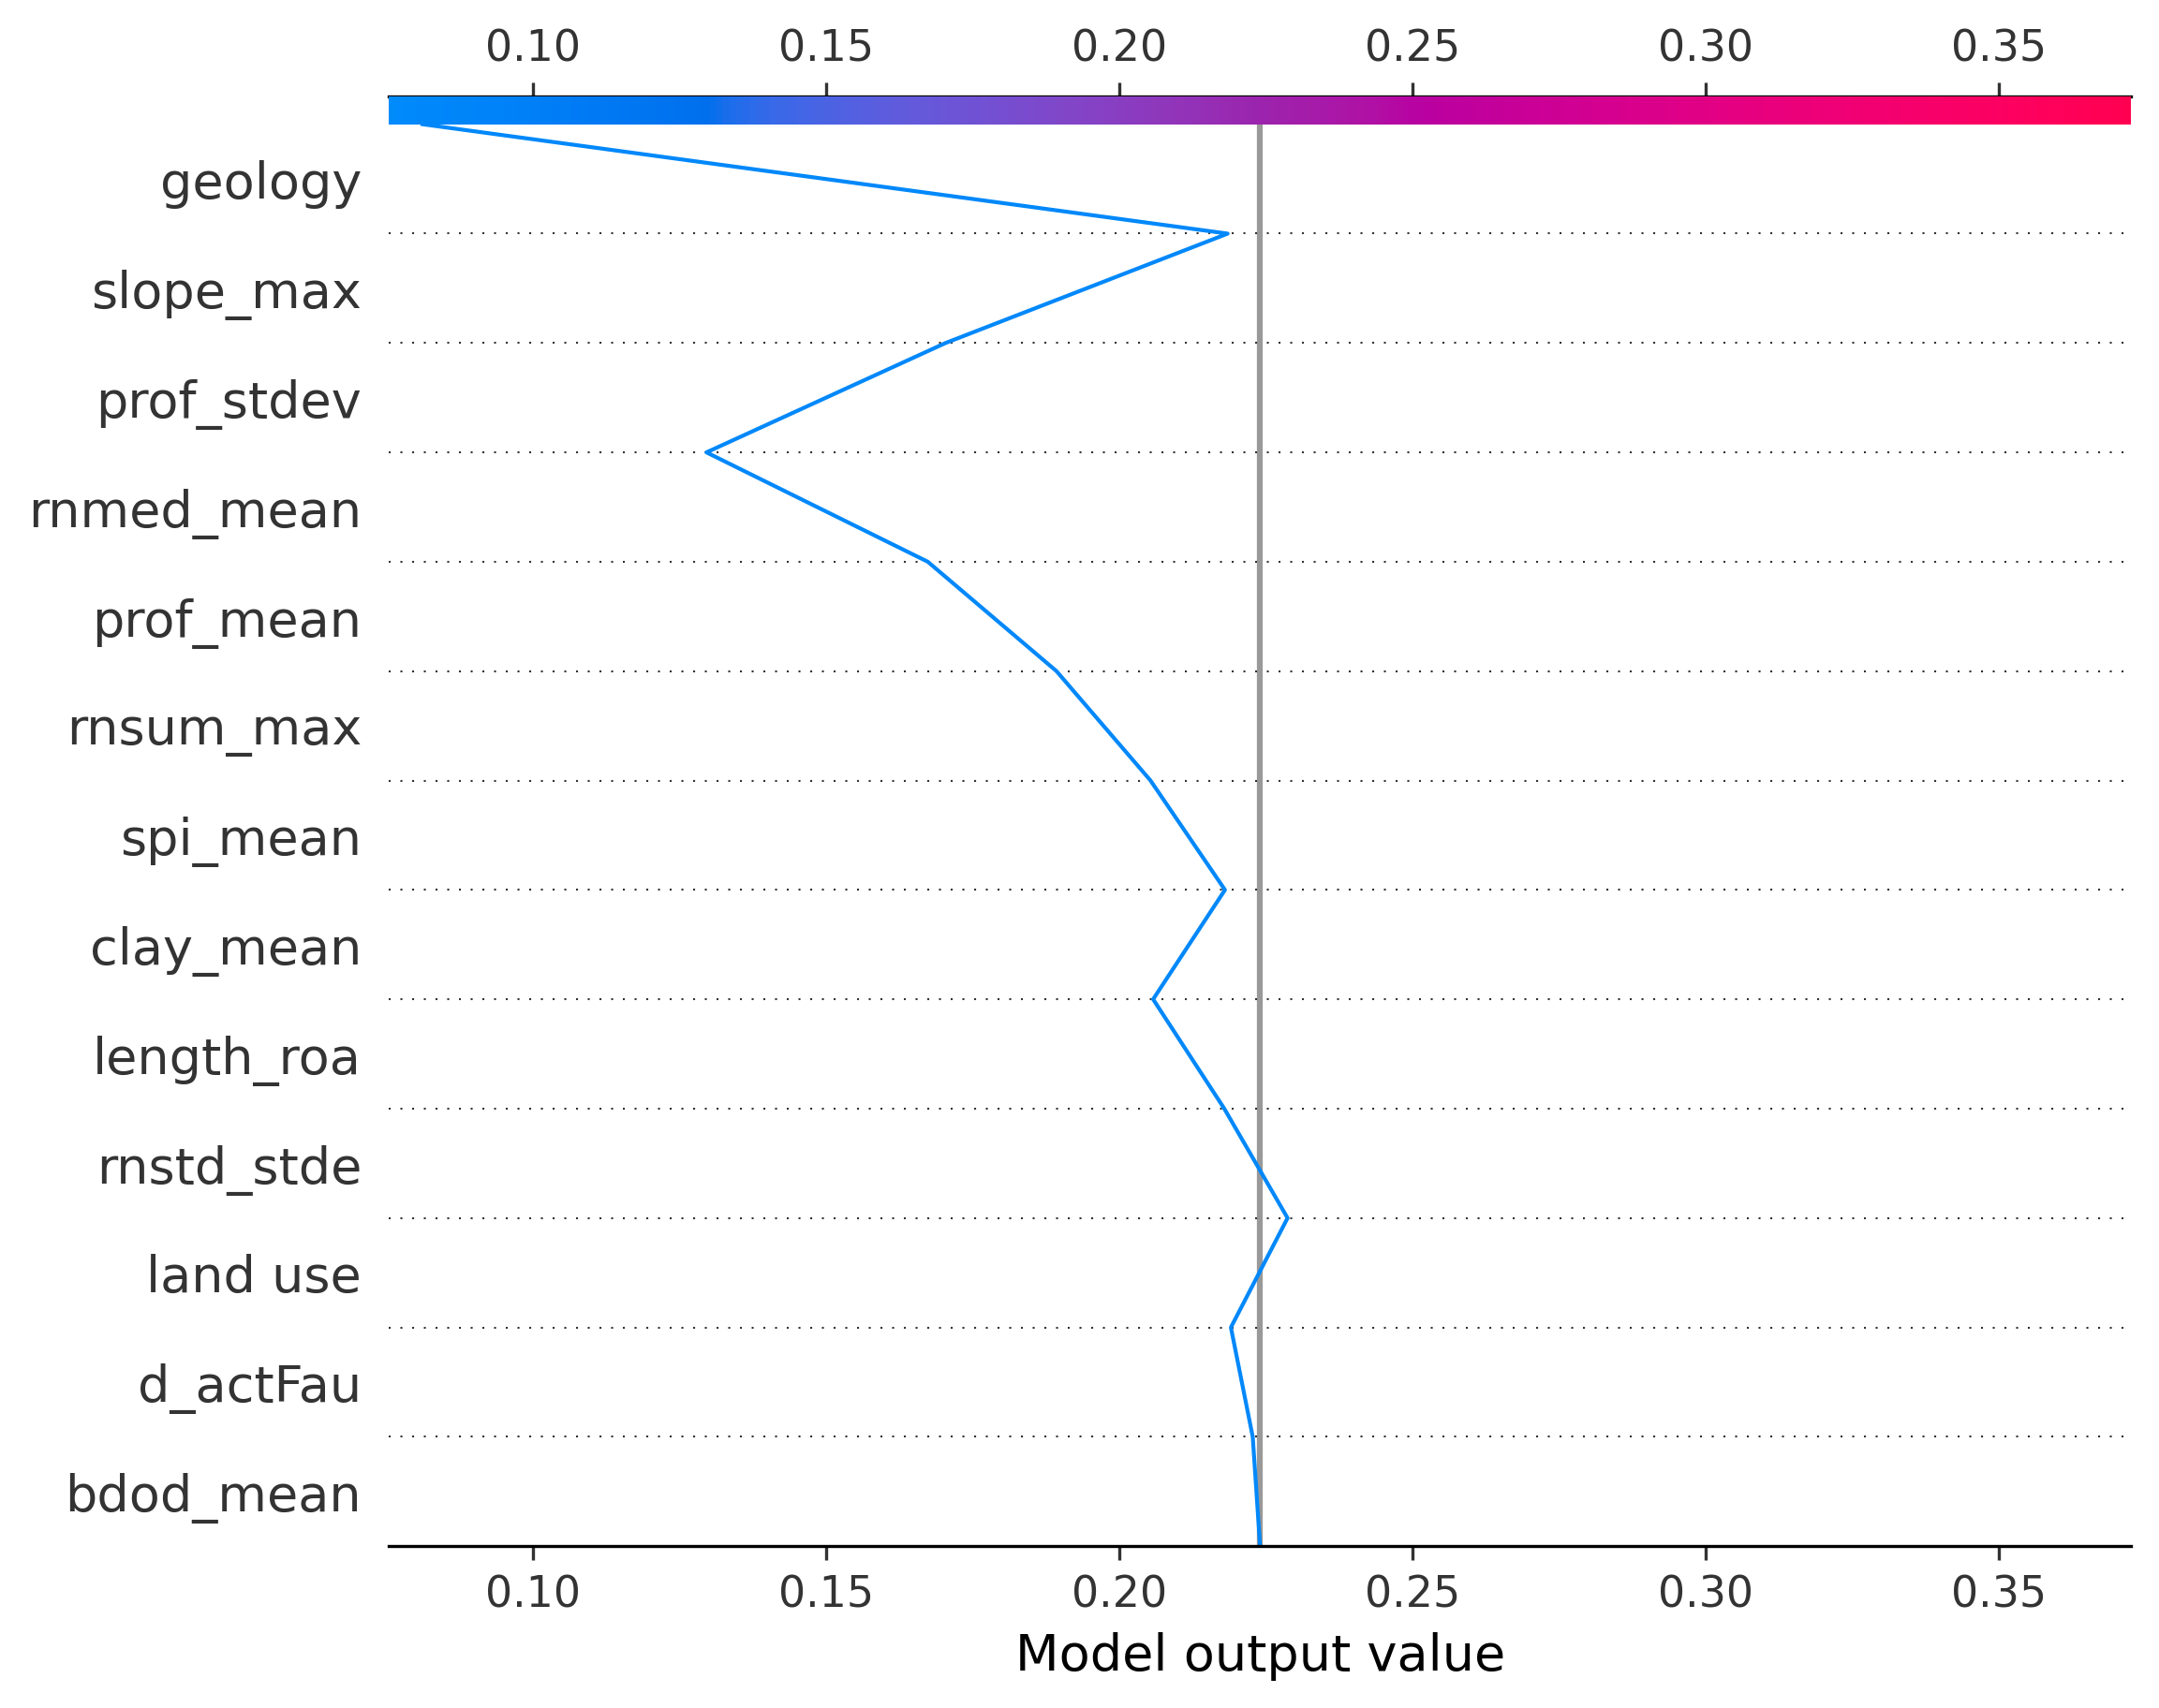 0.10 0.15 0.20 0.25 0.30 0.35
geology
slope_max
prof_stdev
rnmed_mean
prof_mean
rnsum_max
spi_mean
clay_mean
length_roa
rnstd_stde
land use
d_actFau
bdod_mean
0.10 0.15 0.20 0.25 0.30 0.35
Model output value